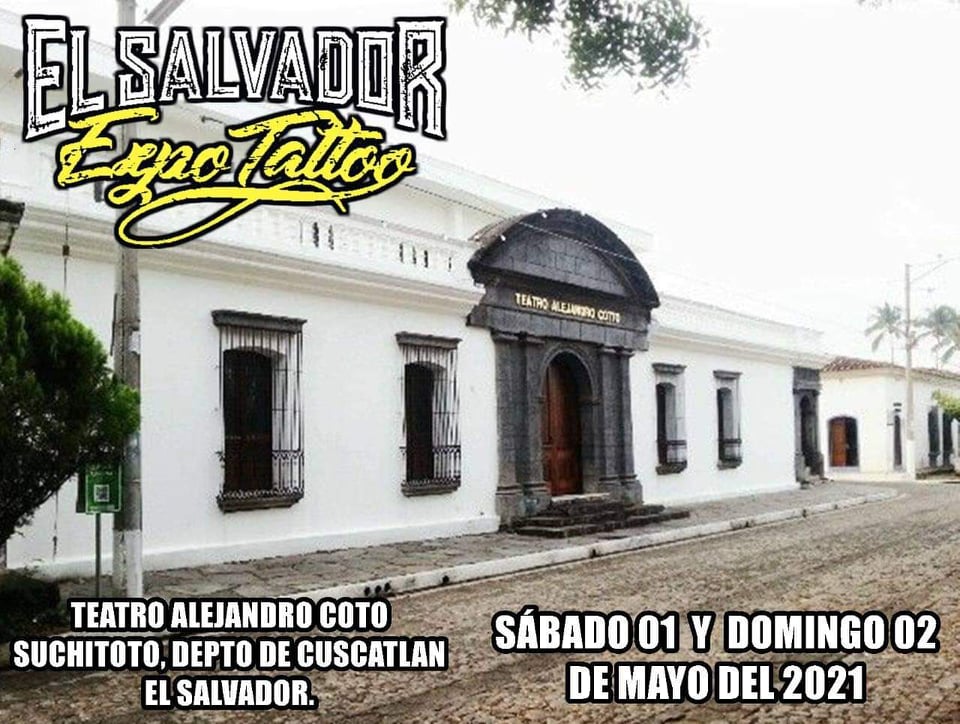 EL SALVADOR
Expo Tattoo
TEATRO ALEJANDRO COTTO
TEATRO ALEJANDRO COTO
SUCHITOTO, DEPTO DE CUSCATLAN
EL SALVADOR.
SÁBADO 01 Y DOMINGO 02
DE MAYO DEL 2021